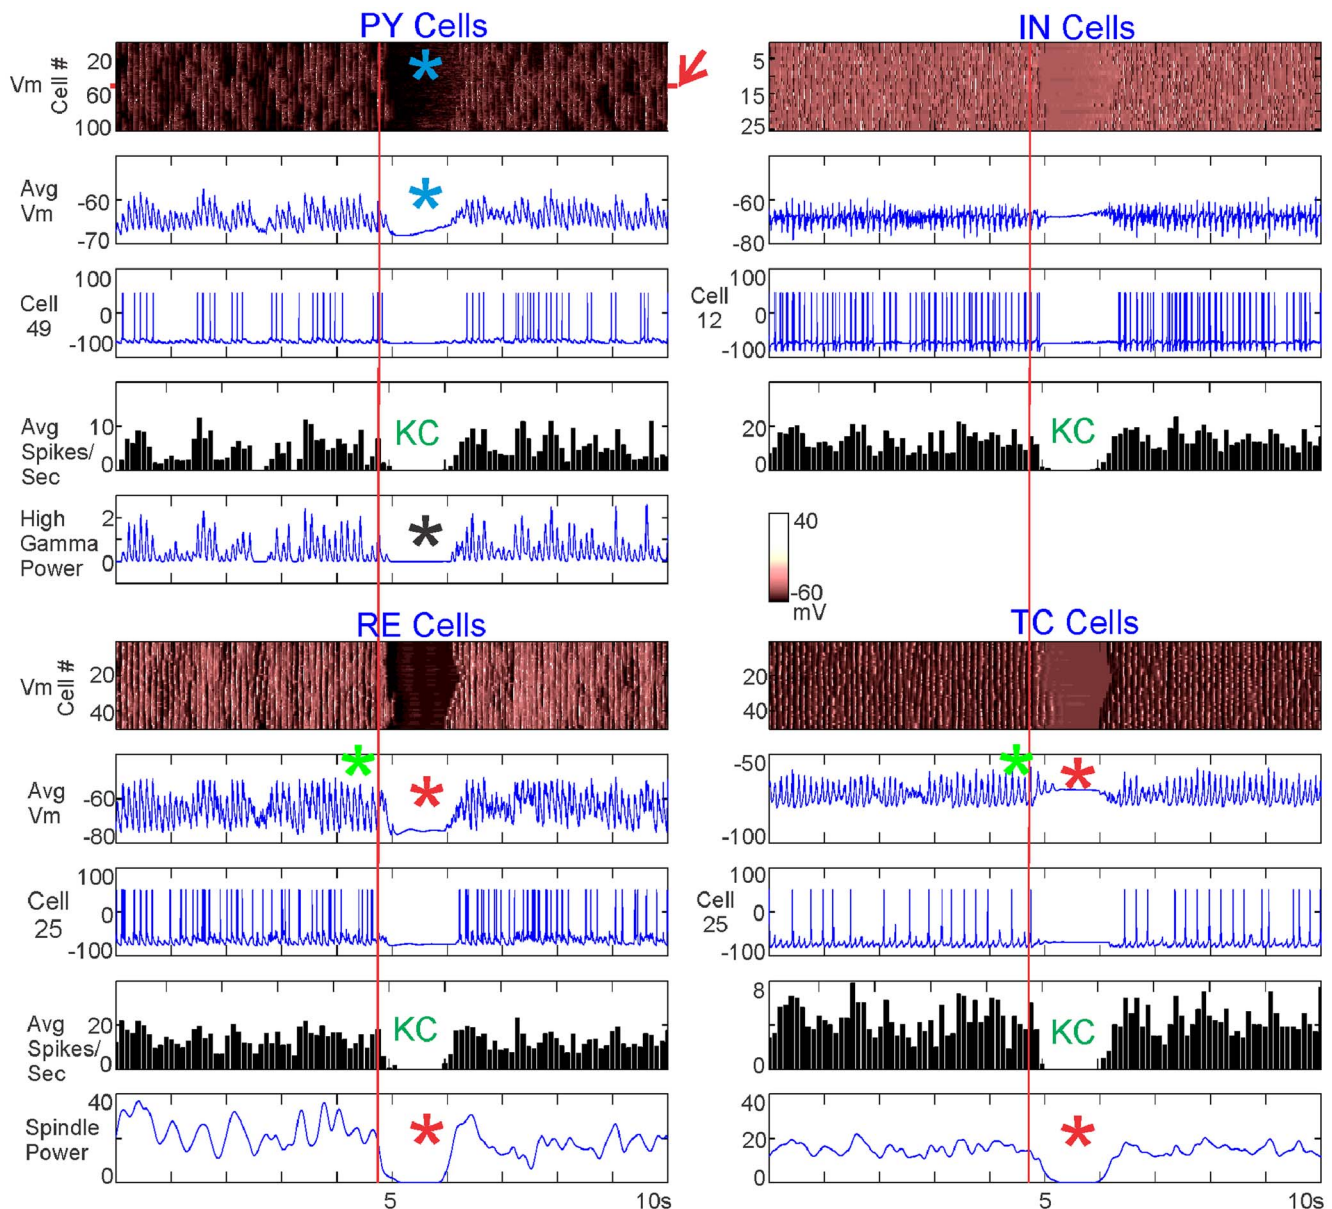 PY Cells
IN Cells
Vm
Cell #
20
60
100
5
15
25
Avg
Vm
-60
-70
-60
-80
Cell
49
100
0
-100
Cell
12
100
0
-100
Avg
Spikes/
Sec
10
0
KC
20
0
KC
High
Gamma
Power
2
0
40
-60
mV
RE Cells
TC Cells
Vm
Cell #
20
40
20
40
Avg
Vm
-60
-80
-50
-100
Cell
25
100
0
-100
Cell
25
100
0
-100
Avg
Spikes/
Sec
20
0
KC
8
0
KC
Spindle
Power
40
0
40
20
0
5
10s
5
10s